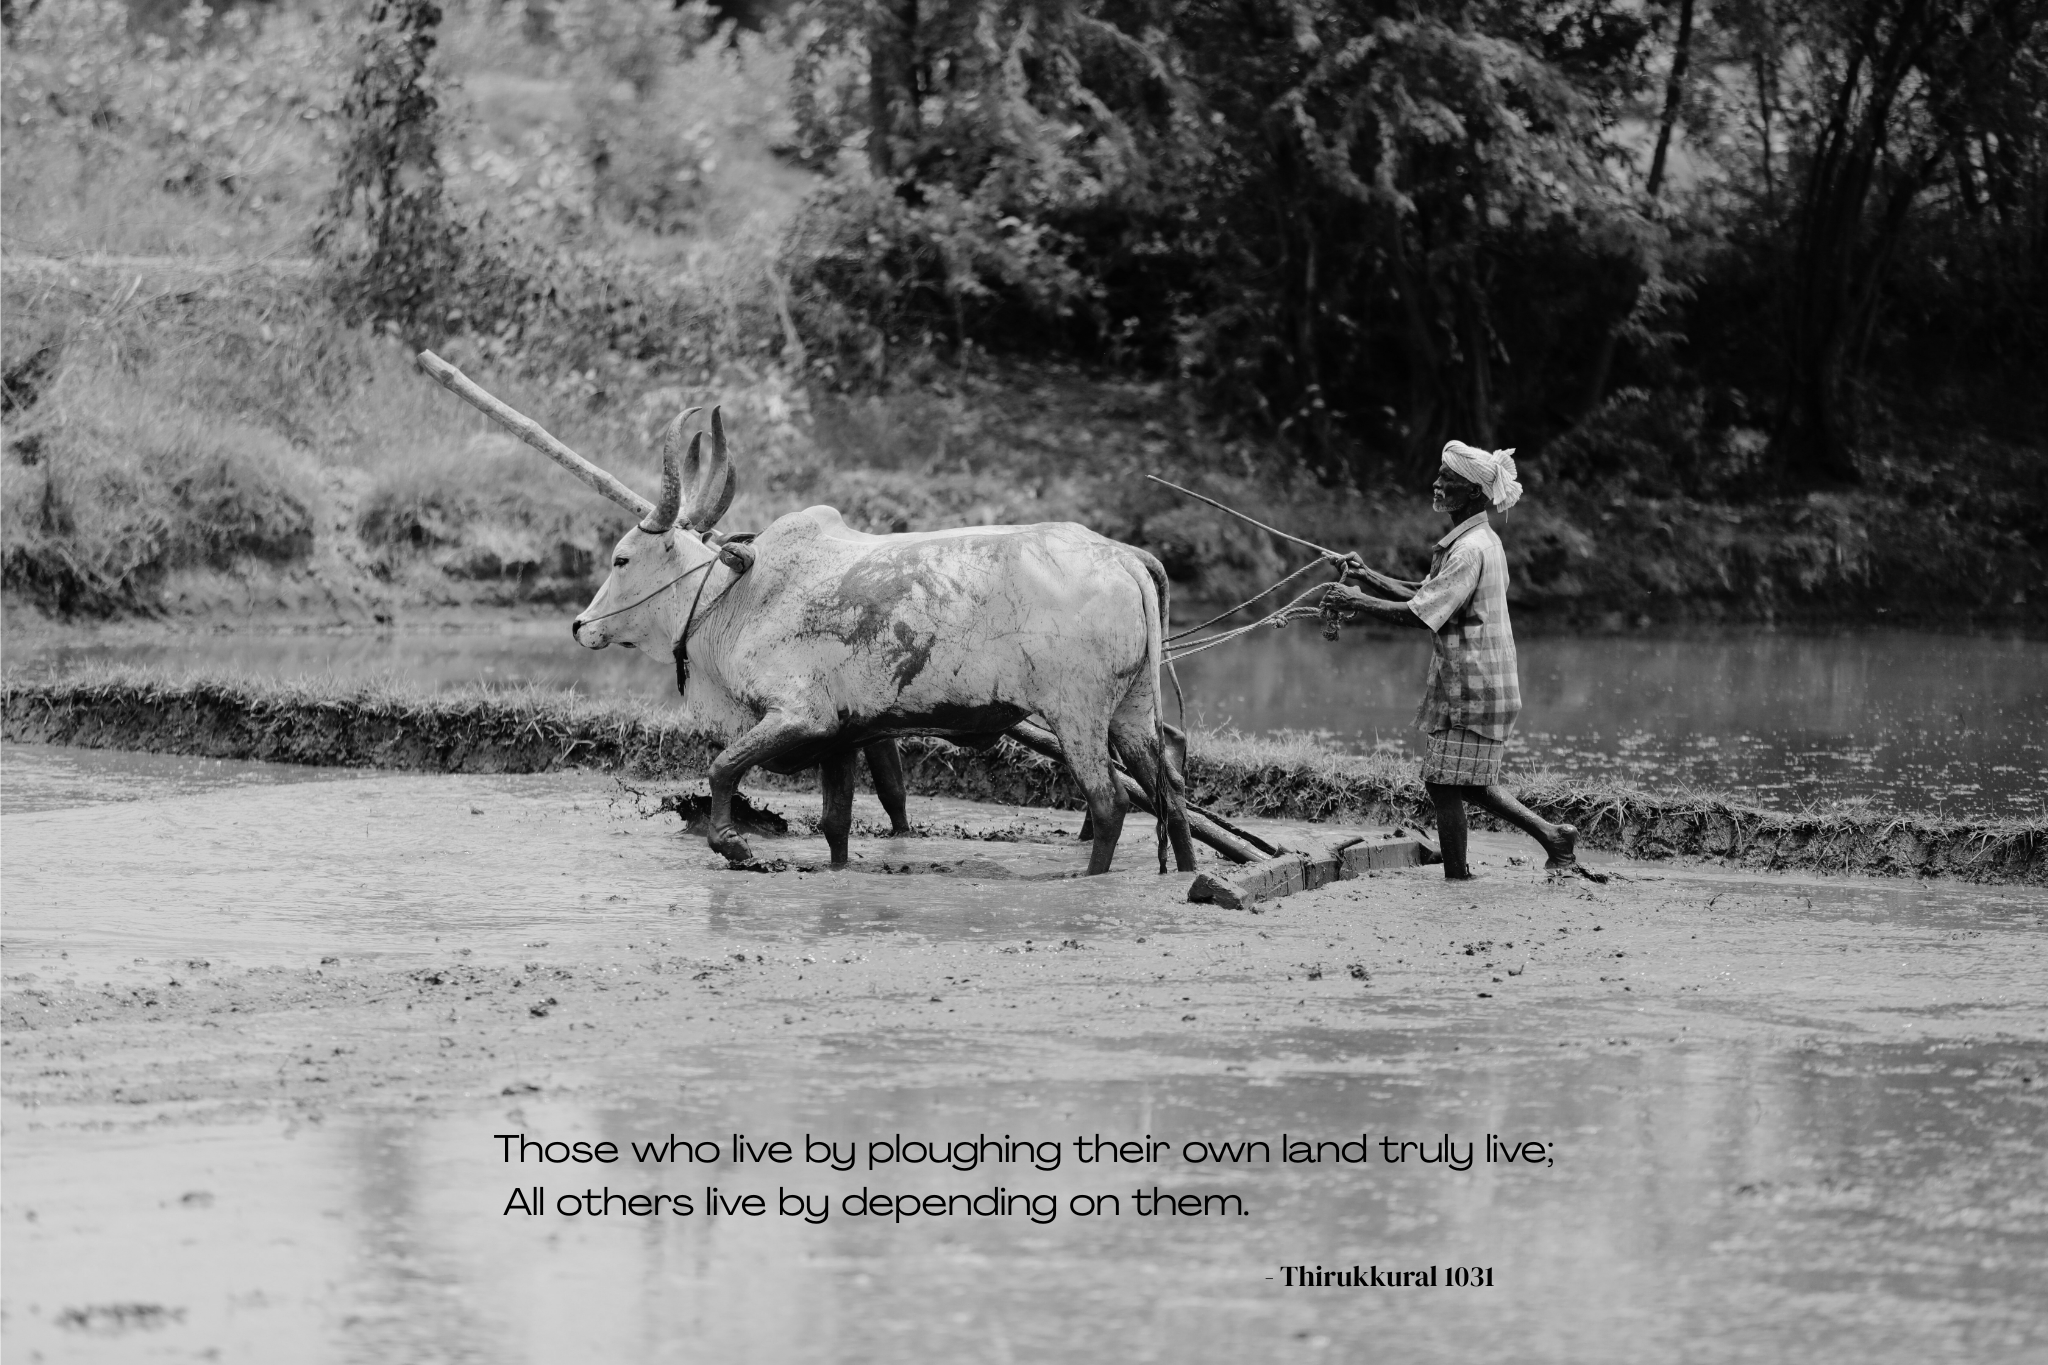 Those who live by ploughing their own land truly live;
All others live by depending on them.
- Thirukkural 1031